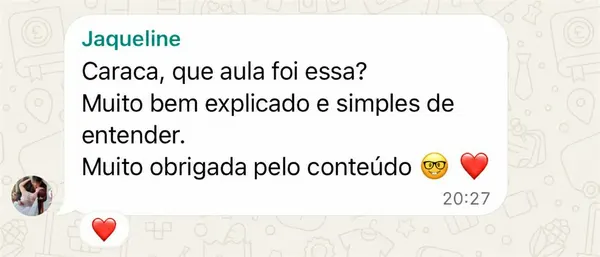 Jaqueline
Caraca, que aula foi essa?
Muito bem explicado e simples de
entender.
Muito obrigada pelo conteúdo 🤓 ❤️
20:27
❤️